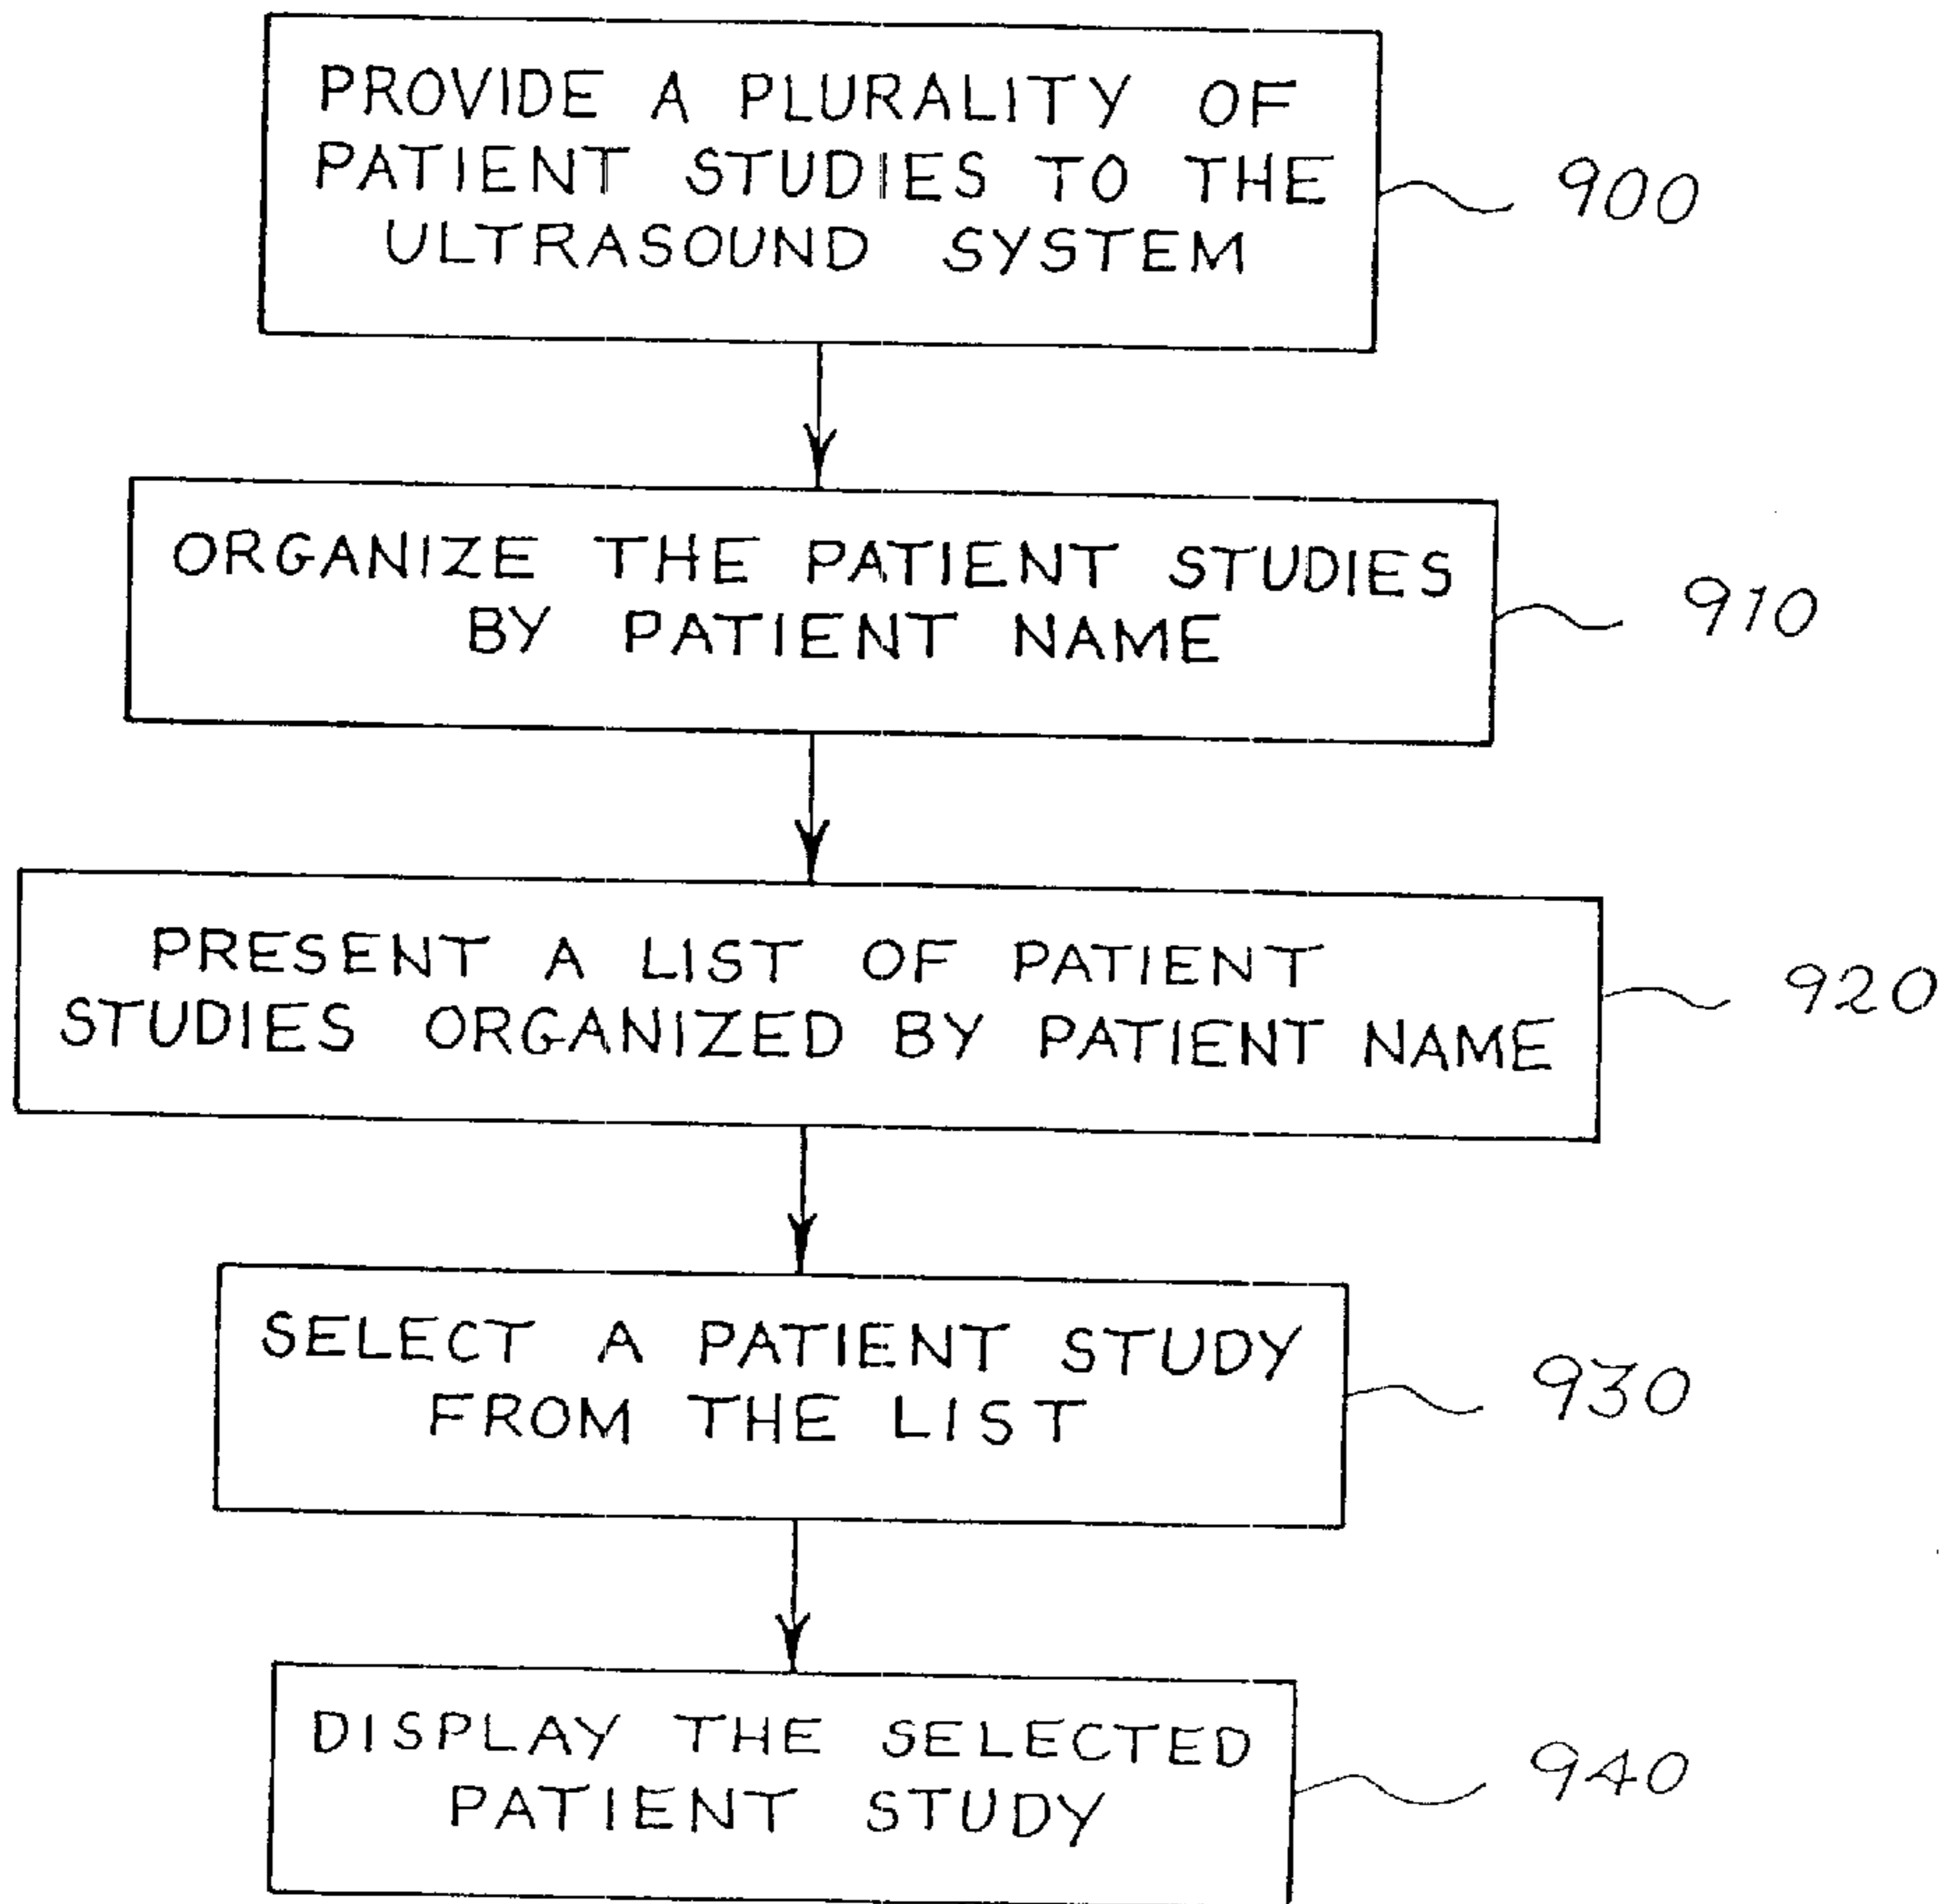 PROVIDE A PLURALITY OF
PATIENT STUDIES TO THE
ULTRASOUND SYSTEM
900
ORGANIZE THE PATIENT STUDIES
BY PATIENT NAME
910
PRESENT A LIST OF PATIENT
STUDIES ORGANIZED BY PATIENT NAME
920
SELECT A PATIENT STUDY
FROM THE LIST
930
DISPLAY THE SELECTED
PATIENT STUDY
940